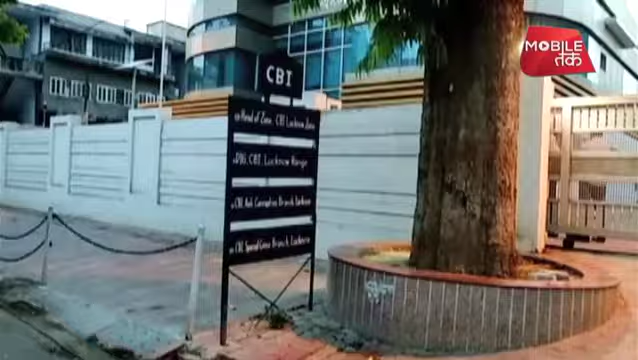 MOBILE
तक
CBI
Head of Zone, CBI Lucknow Zone
DIG, CBI, Lucknow Range
CBI Anti Corruption Branch, Lucknow
CBI Special Crime Branch, Lucknow